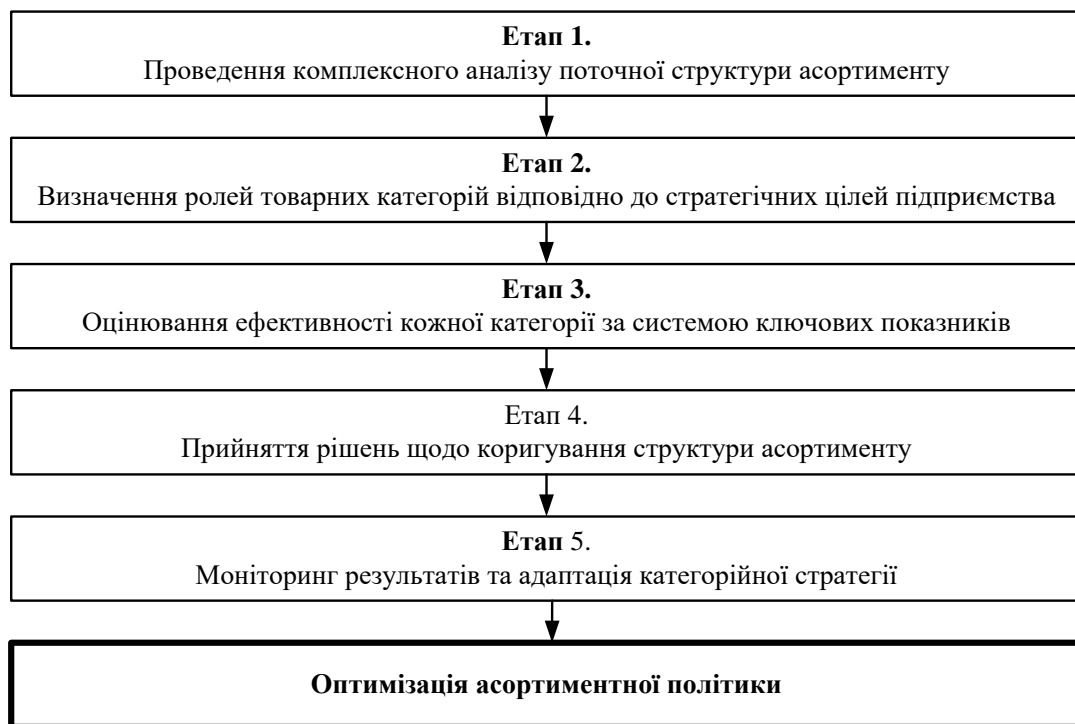 Етап 1.
Проведення комплексного аналізу поточної структури асортименту
Етап 2.
Визначення ролей товарних категорій відповідно до стратегічних цілей підприємства
Етап 3.
Оцінювання ефективності кожної категорії за системою ключових показників
Етап 4.
Прийняття рішень щодо коригування структури асортименту
Етап 5.
Моніторинг результатів та адаптація категорійної стратегії
Оптимізація асортиментної політики